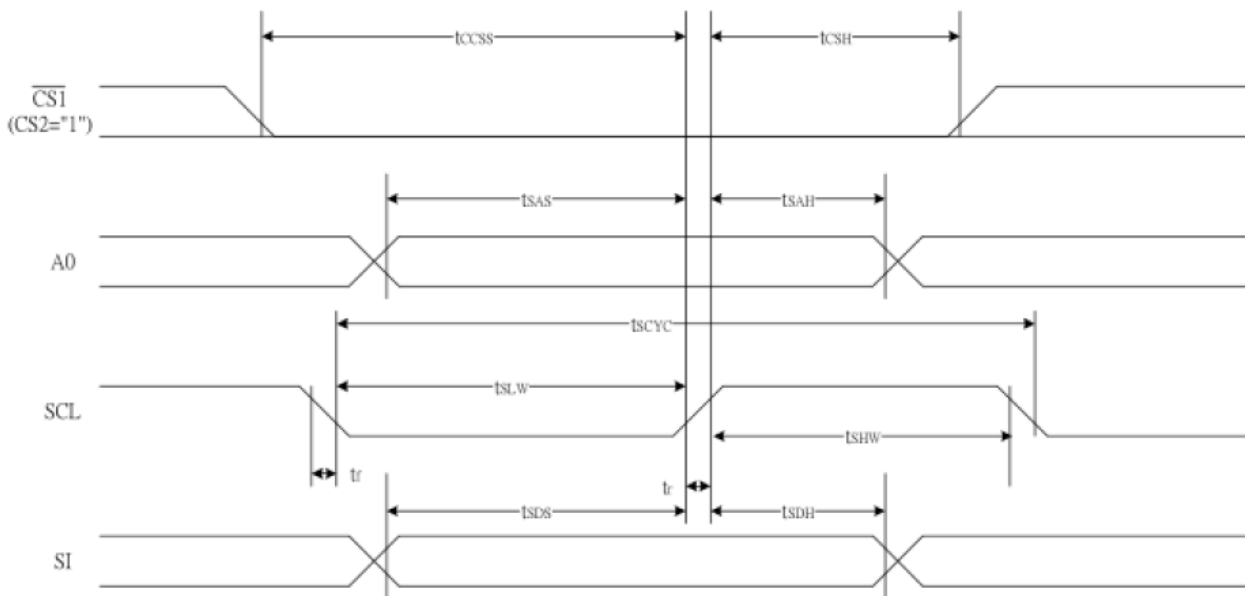 tCCSS
tCSH
CS1
(CS2="1")
tSAS
tSAH
A0
tSCYC
tSLW
SCL
tSHW
tf
tr
tSDS
tSDH
SI